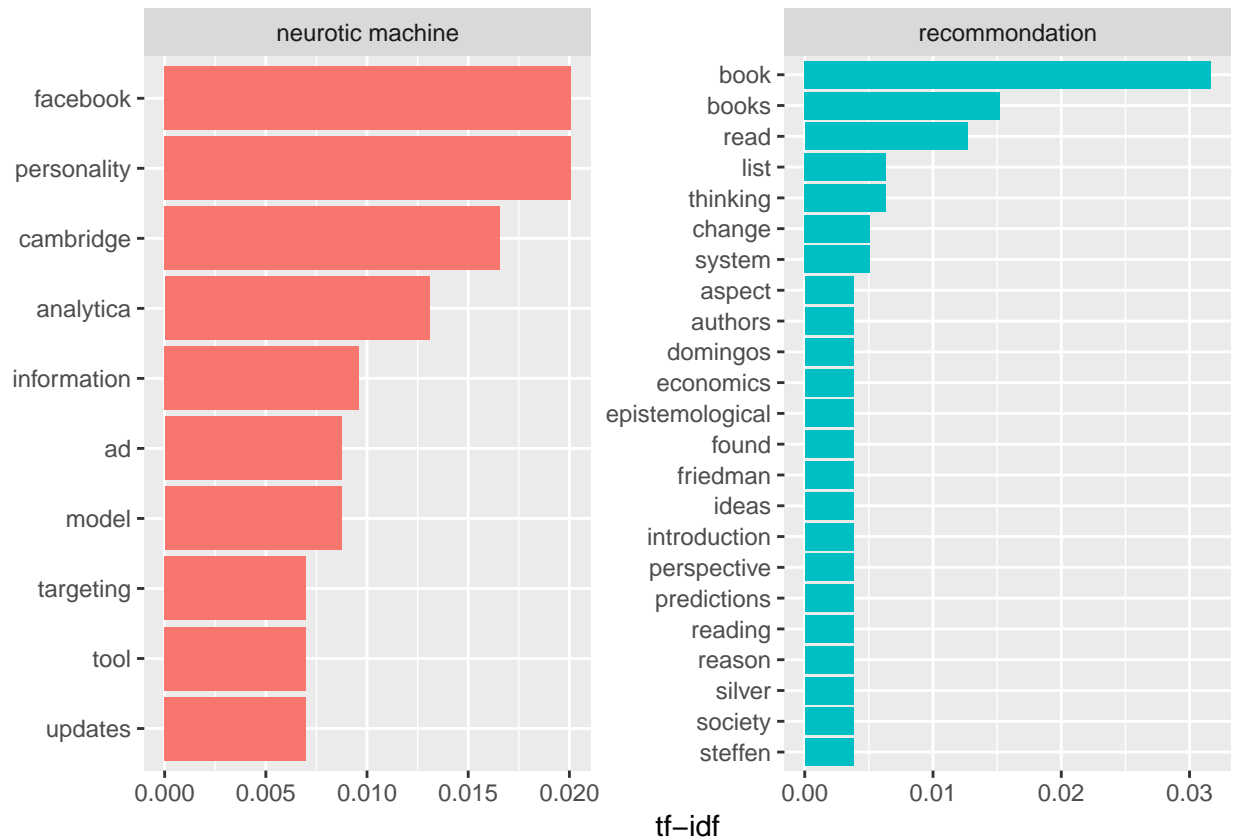 neurotic machine
facebook
personality
cambridge
analytica
information
ad
model
targeting
tool
updates
0.000 0.005 0.010 0.015 0.020
recommondation
book
books
read
list
thinking
change
system
aspect
authors
domingos
economics
epistemological
found
friedman
ideas
introduction
perspective
predictions
reading
reason
silver
society
steffen
0.00 0.01 0.02 0.03
tf−idf